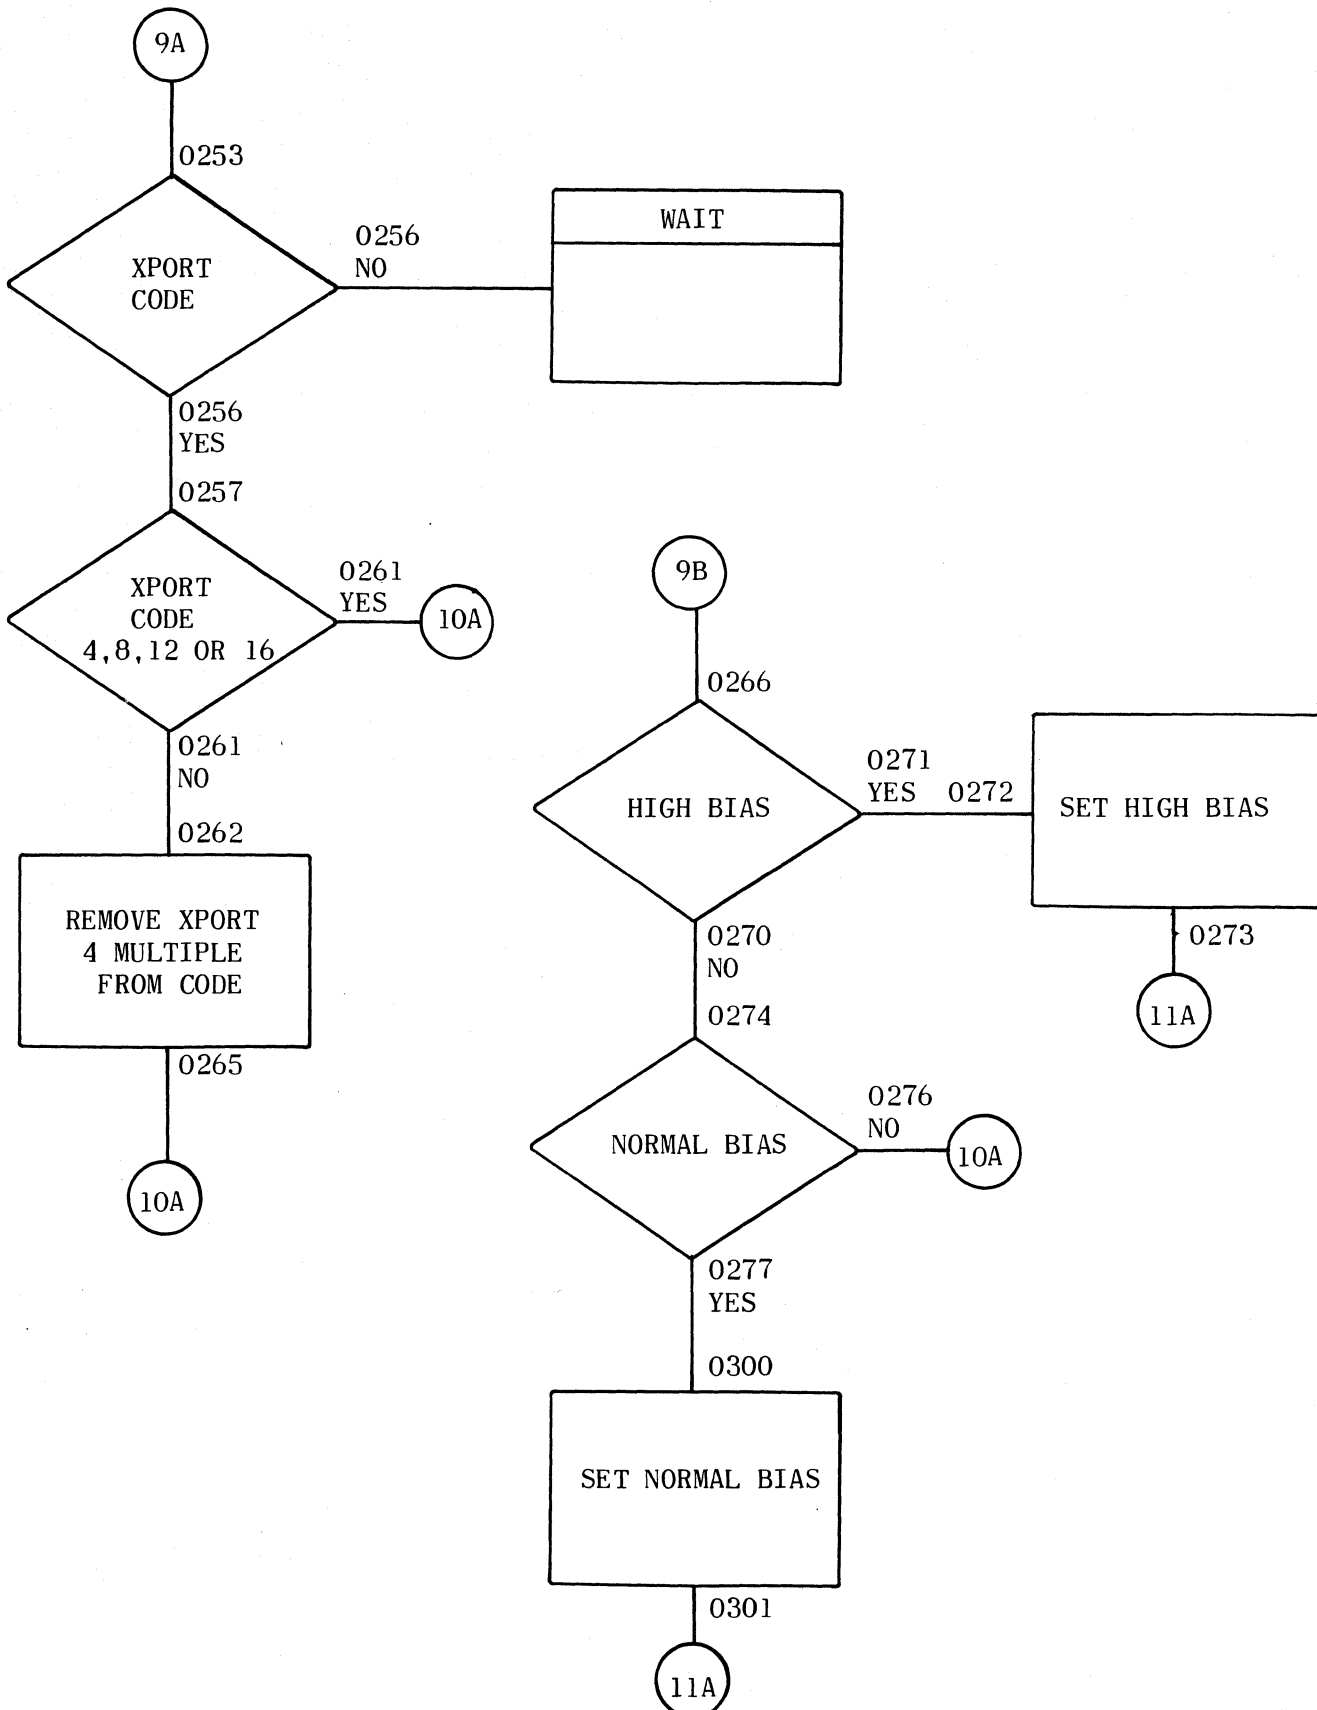 9A
0253
XPORT
CODE
0256
NO
WAIT
0256
YES
0257
XPORT
CODE
4,8,12 OR 16
0261
YES
10A
0261
NO
0262
REMOVE XPORT
4 MULTIPLE
FROM CODE
0265
10A
9B
0266
HIGH BIAS
0271
YES 0272
SET HIGH BIAS
0273
11A
0270
NO
0274
NORMAL BIAS
0276
NO
10A
0277
YES
0300
SET NORMAL BIAS
0301
11A